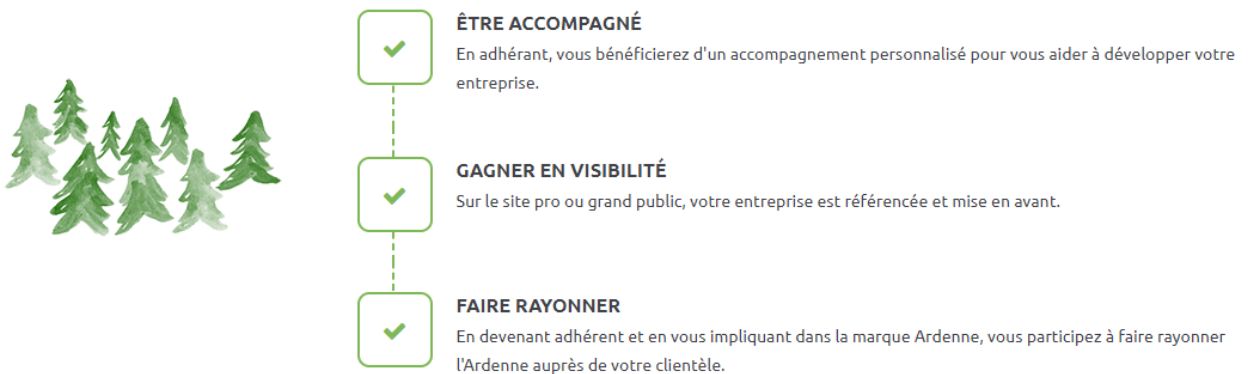 ÊTRE ACCOMPAGNÉ
En adhérant, vous bénéficierez d'un accompagnement personnalisé pour vous aider à développer votre
entreprise.
GAGNER EN VISIBILITÉ
Sur le site pro ou grand public, votre entreprise est référencée et mise en avant.
FAIRE RAYONNER
En devenant adhérent et en vous impliquant dans la marque Ardenne, vous participez à faire rayonner
l'Ardenne auprès de votre clientèle.